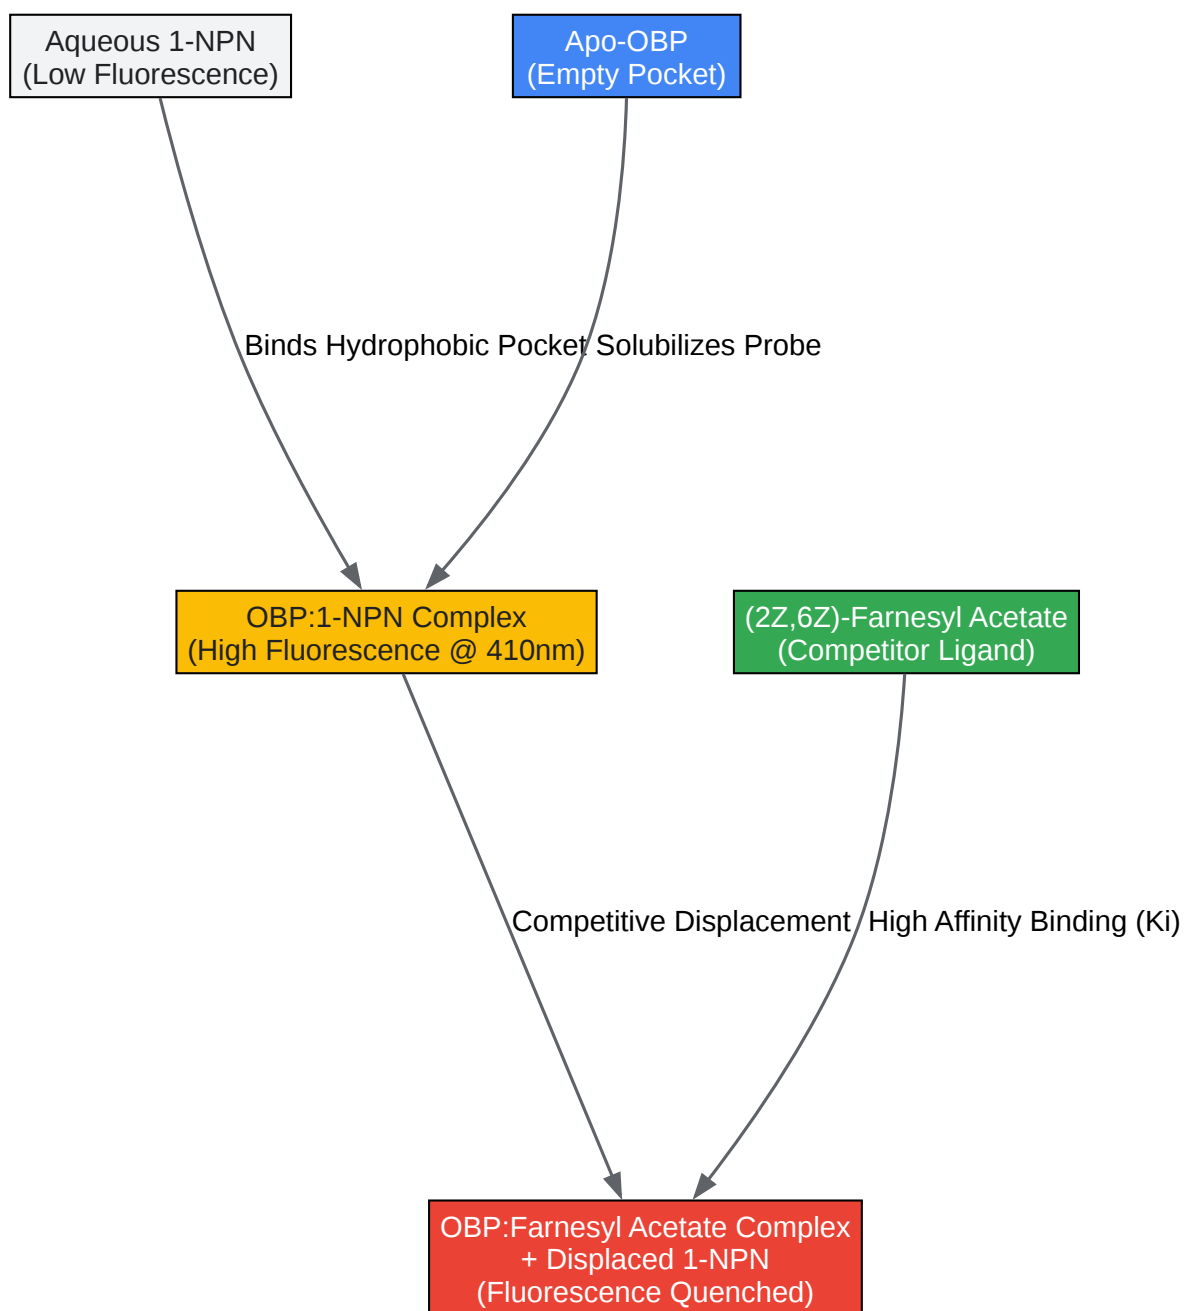 Aqueous 1-NPN
(Low Fluorescence)
Apo-OBP
(Empty Pocket)
Binds Hydrophobic Pocket
Solubilizes Probe
OBP:1-NPN Complex
(High Fluorescence @ 410nm)
(2Z,6Z)-Farnesyl Acetate
(Competitor Ligand)
Competitive Displacement
High Affinity Binding (Ki)
OBP:Farnesyl Acetate Complex
+ Displaced 1-NPN
(Fluorescence Quenched)